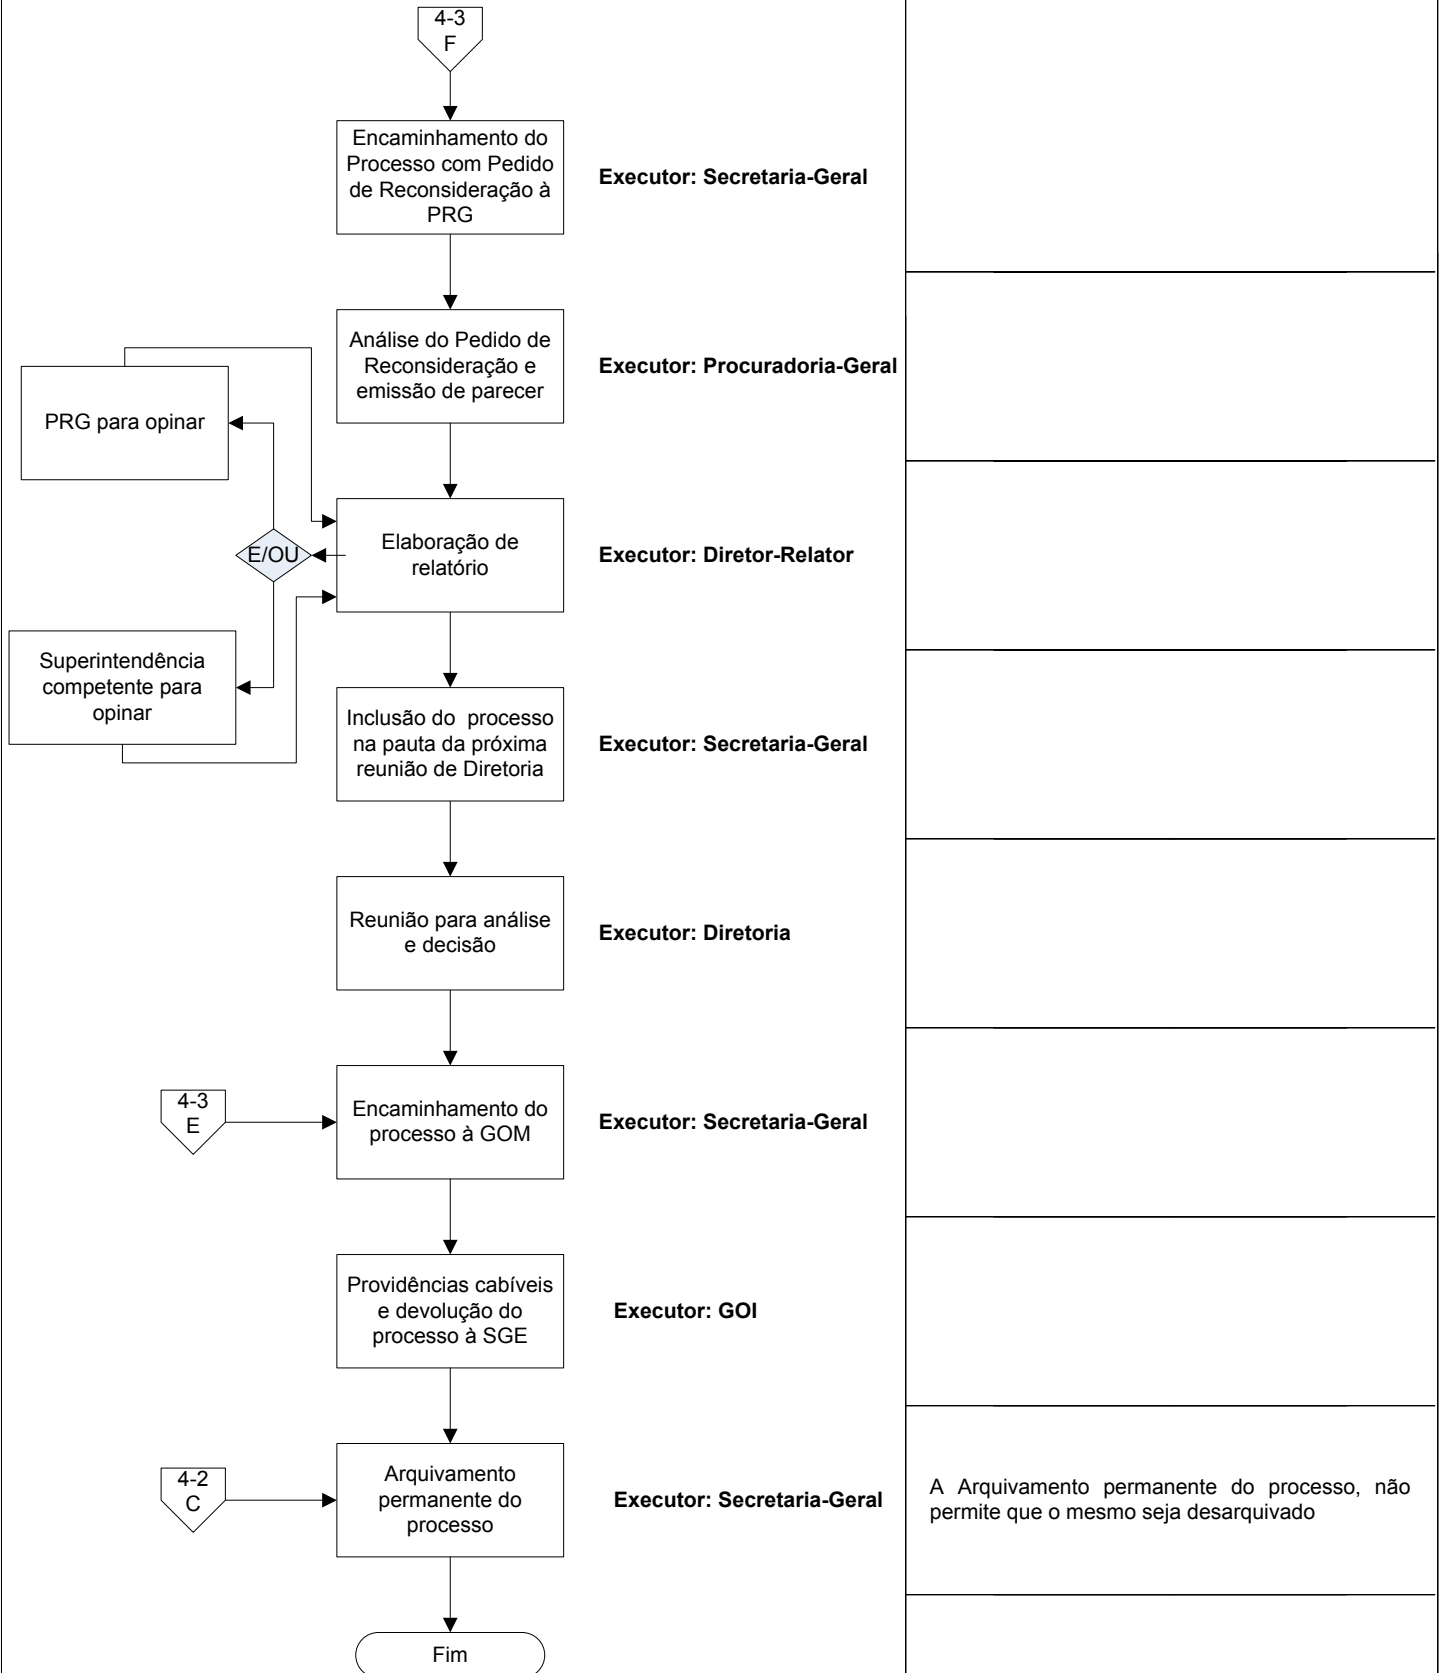 4-3
F
Encaminhamento do
Processo com Pedido
de Reconsideração à
PRG
Executor: Secretaria-Geral
Análise do Pedido de
Reconsideração e
emissão de parecer
Executor: Procuradoria-Geral
PRG para opinar
E/OU
Elaboração de
relatório
Executor: Diretor-Relator
Superintendência
competente para
opinar
Inclusão do processo
na pauta da próxima
reunião de Diretoria
Executor: Secretaria-Geral
Reunião para análise
e decisão
Executor: Diretoria
4-3
E
Encaminhamento do
processo à GOM
Executor: Secretaria-Geral
Providências cabíveis
e devolução do
processo à SGE
Executor: GOI
4-2
C
Arquivamento
permanente do
processo
Executor: Secretaria-Geral
A Arquivamento permanente do processo, não
permite que o mesmo seja desarquivado
Fim